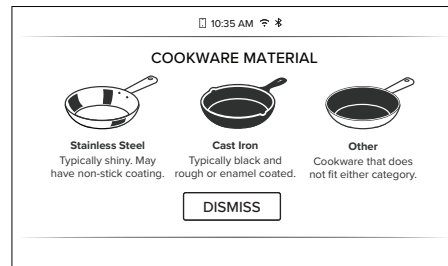 10:35 AM
COOKWARE MATERIAL
Stainless Steel
Typically shiny. May
have non-stick coating.
Cast Iron
Typically black and
rough or enamel coated.
Other
Cookware that does
not fit either category.
DISMISS